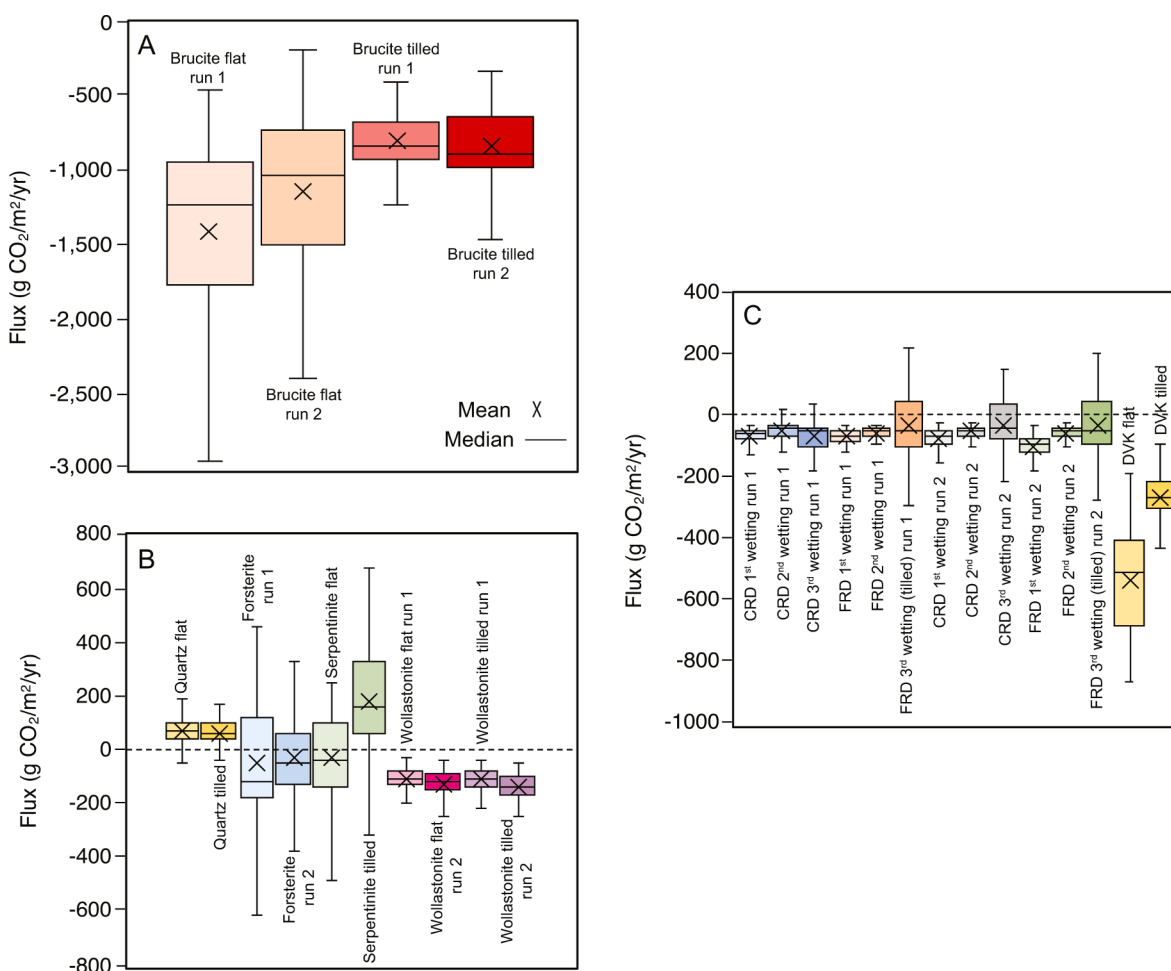 A
0
-500
-1,000
-1,500
-2,000
-2,500
-3,000
Flux (g CO₂/m²/yr)
Brucite flat
run 1
Brucite flat
run 2
Brucite tilled
run 1
Brucite tilled
run 2
Mean X
Median
B
800
600
400
200
0
-200
-400
-600
-800
Flux (g CO₂/m²/yr)
Quartz flat
Quartz tilled
Forsterite
run 1
Forsterite
run 2
Serpentinite flat
Serpentinite tilled
Wollastonite flat run 1
Wollastonite flat
run 2
Wollastonite tilled run 1
Wollastonite tilled
run 2
C
400
200
0
-200
-400
-600
-800
-1000
Flux (g CO₂/m²/yr)
CRD 1ˢᵗ wetting run 1
CRD 2ⁿᵈ wetting run 1
CRD 3ʳᵈ wetting run 1
FRD 1ˢᵗ wetting run 1
FRD 2ⁿᵈ wetting run 1
FRD 3ʳᵈ wetting (tilled) run 1
CRD 1ˢᵗ wetting run 2
CRD 2ⁿᵈ wetting run 2
CRD 3ʳᵈ wetting run 2
FRD 1ˢᵗ wetting run 2
FRD 2ⁿᵈ wetting run 2
FRD 3ʳᵈ wetting (tilled) run 2
DVK flat
DVK tilled